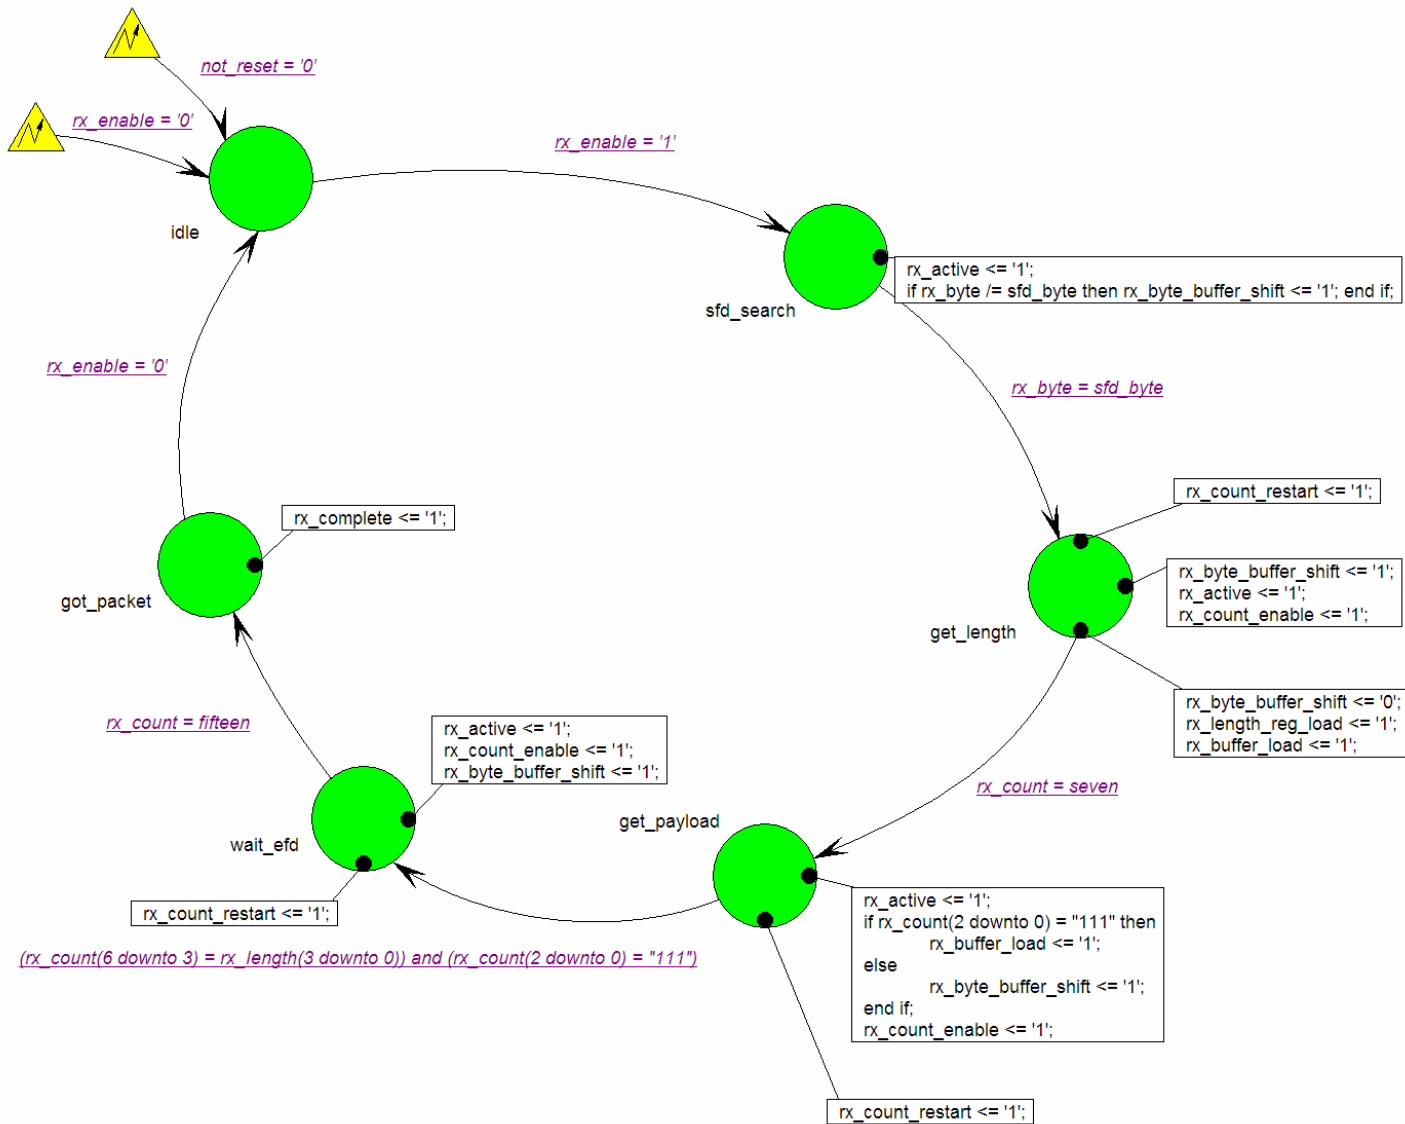 not_reset = '0'
rx_enable = '0'
rx_enable = '1'
idle
sfd_search
rx_active <= '1';
if rx_byte /= sfd_byte then rx_byte_buffer_shift <= '1'; end if;
rx_enable = '0'
rx_byte = sfd_byte
rx_count_restart <= '1';
rx_complete <= '1';
rx_byte_buffer_shift <= '1';
rx_active <= '1';
rx_count_enable <= '1';
got_packet
get_length
rx_byte_buffer_shift <= '0';
rx_length_reg_load <= '1';
rx_buffer_load <= '1';
rx_count = fifteen
rx_active <= '1';
rx_count_enable <= '1';
rx_byte_buffer_shift <= '1';
rx_count = seven
get_payload
wait_efd
rx_count_restart <= '1';
rx_active <= '1';
if rx_count(2 downto 0) = "111" then
rx_buffer_load <= '1';
else
rx_byte_buffer_shift <= '1';
end if;
rx_count_enable <= '1';
(rx_count(6 downto 3) = rx_length(3 downto 0)) and (rx_count(2 downto 0) = "111")
rx_count_restart <= '1';